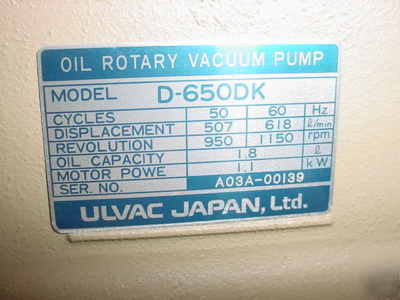 OIL ROTARY VACUUM PUMP
MODEL D-650DK
CYCLES 50 60 Hz
DISPLACEMENT 507 618 ℓ/min
REVOLUTION 950 1150 rpm
OIL CAPACITY 1.8 ℓ
MOTOR POWE 1.1 kW
SER. NO. A03A-00139
ULVAC JAPAN, Ltd.